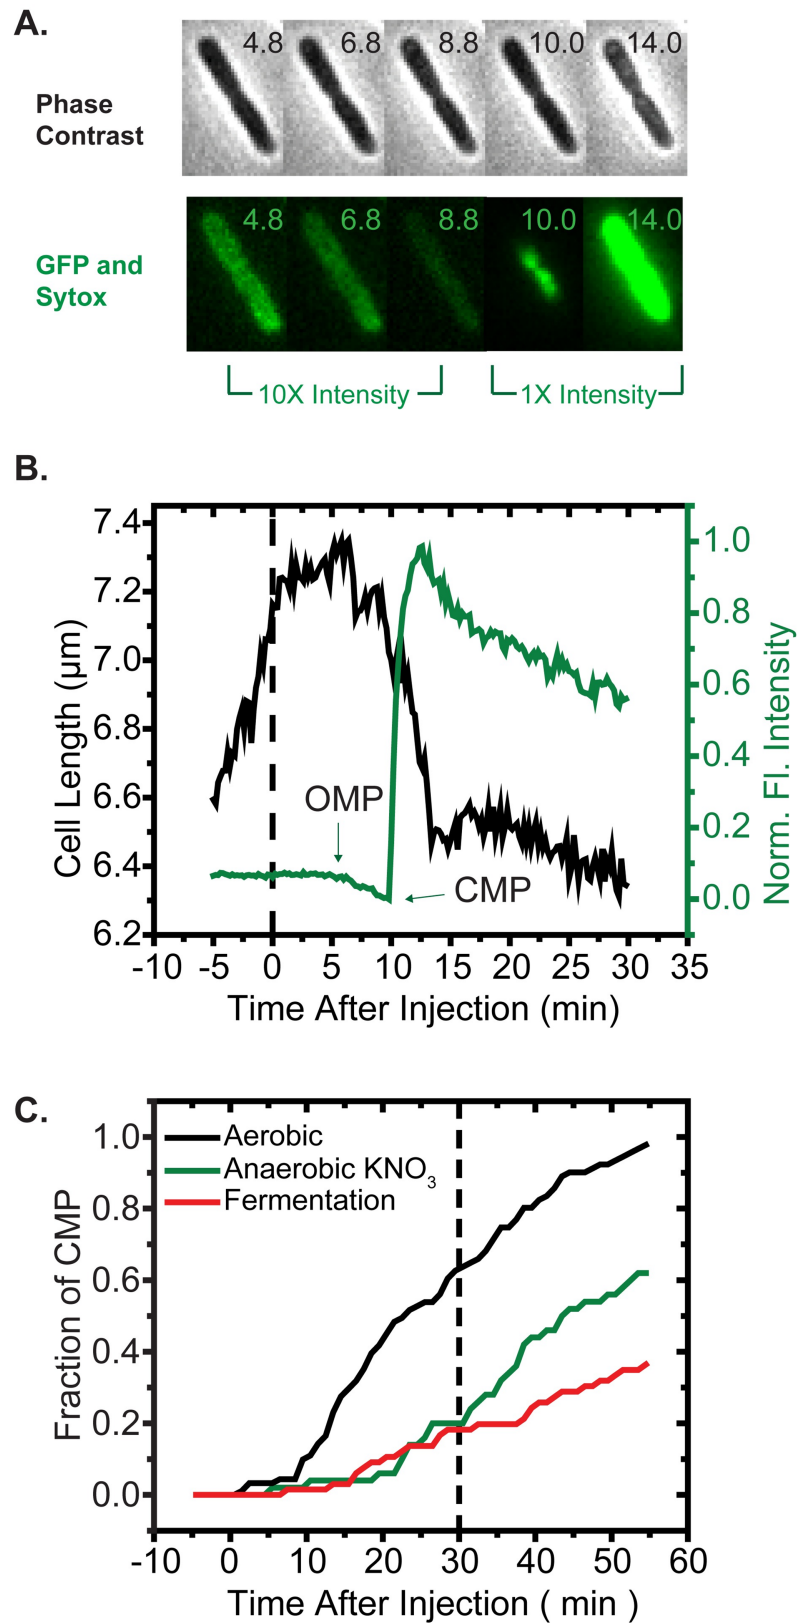 A.
Phase
Contrast
4.8 6.8 8.8 10.0 14.0
GFP and
Sytox
4.8 6.8 8.8 10.0 14.0
10X Intensity 1X Intensity
B.
Cell Length (µm)
7.4
7.2
7.0
6.8
6.6
6.4
6.2
OMP
CMP
1.0
0.8
0.6
0.4
0.2
0.0
Norm. Fl. Intensity
-10 -5 0 5 10 15 20 25 30 35
Time After Injection (min)
C.
Fraction of CMP
1.0
0.8
0.6
0.4
0.2
0.0
Aerobic
Anaerobic KNO₃
Fermentation
-10 0 10 20 30 40 50 60
Time After Injection ( min )